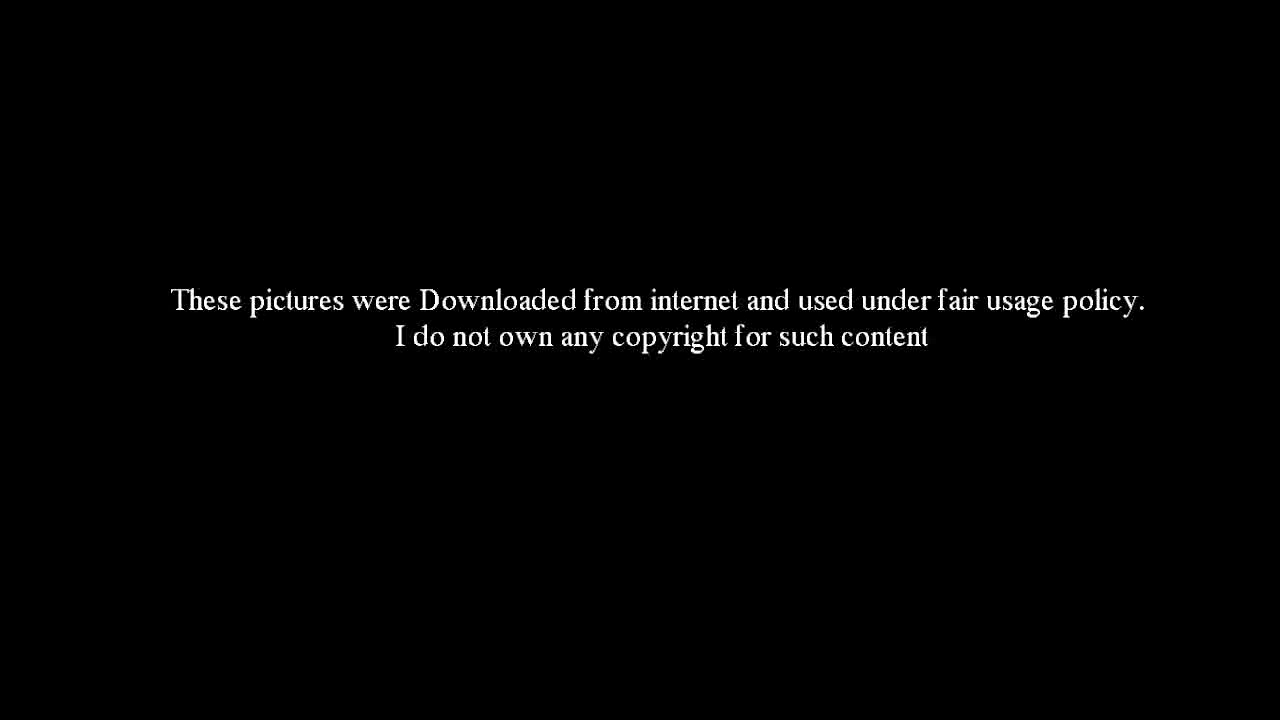 These pictures were Downloaded from internet and used under fair usage policy.
I do not own any copyright for such content